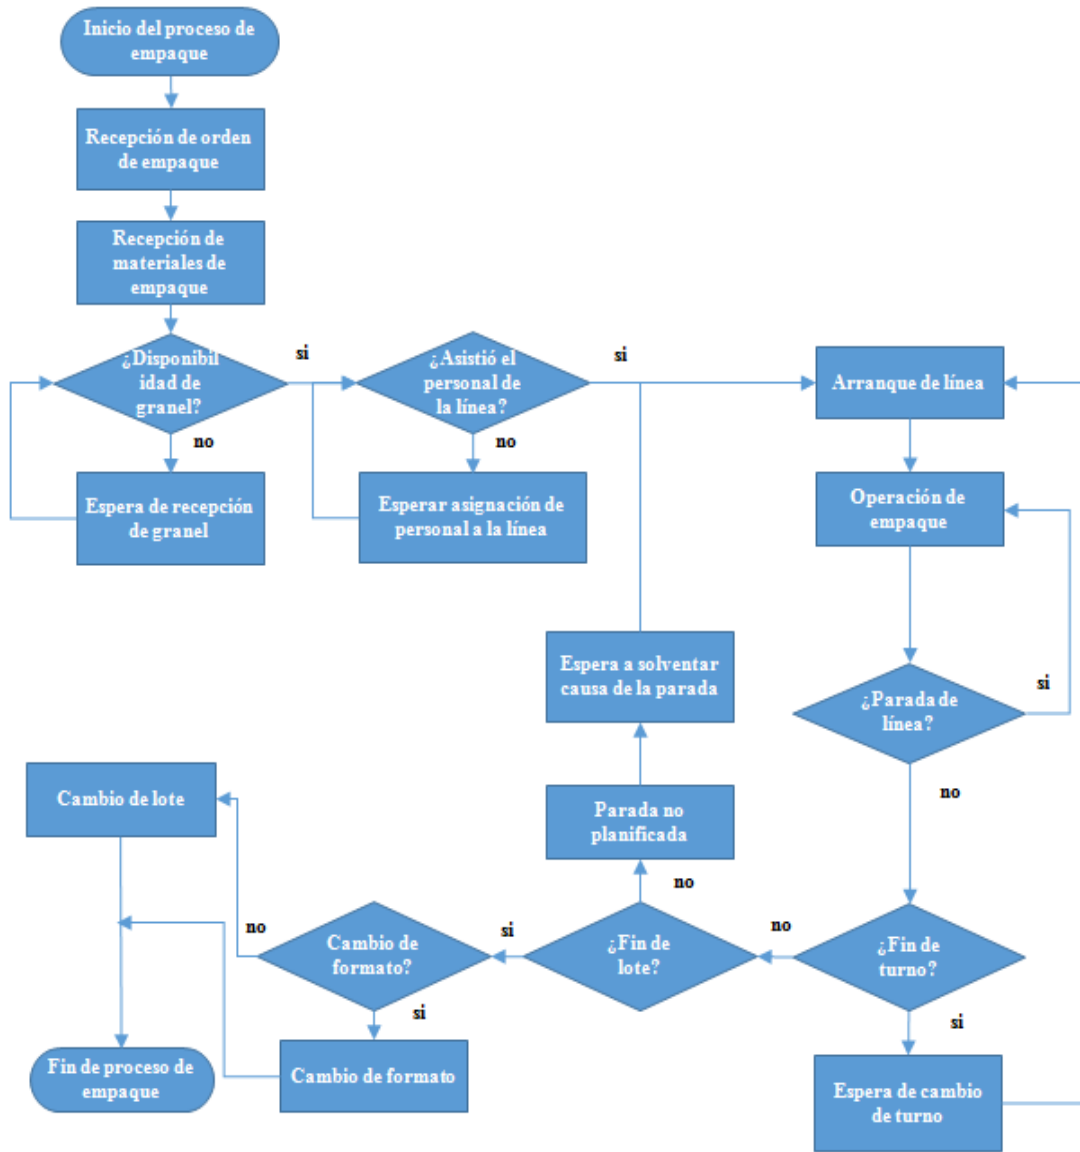 Inicio del proceso de
empaque
Recepción de orden
de empaque
Recepción de
materiales de
empaque
¿Disponibil
idad de
granel?
si
no
Espera de recepción
de granel
¿Asistió el
personal de
la línea?
si
no
Esperar asignación de
personal a la línea
Arranque de línea
Operación de
empaque
¿Parada de
línea?
si
no
¿Fin de
turno?
no
si
Espera de cambio
de turno
¿Fin de
lote?
no
si
Parada no
planificada
Espera a solventar
causa de la parada
Cambio de
formato?
no
si
Cambio de formato
Cambio de lote
Fin de proceso de
empaque